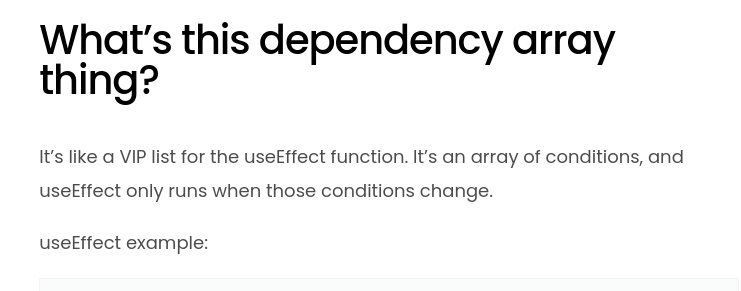 What’s this dependency array
thing?
It’s like a VIP list for the useEffect function. It’s an array of conditions, and
useEffect only runs when those conditions change.
useEffect example: